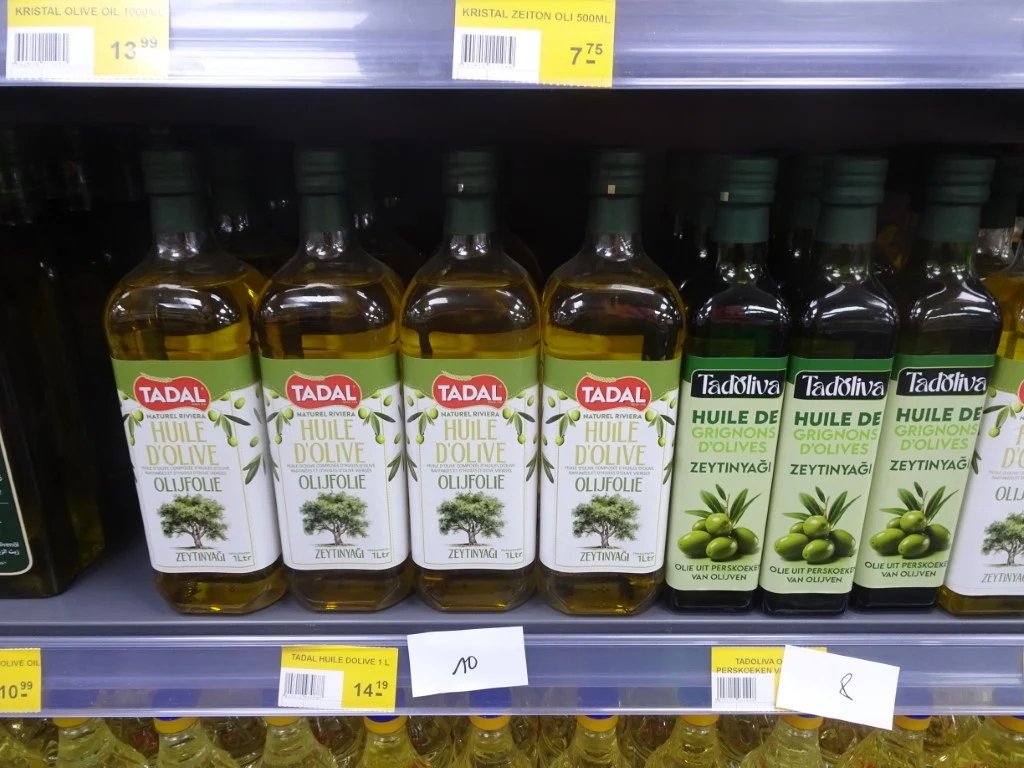 KRISTAL OLIVE OIL 1000ML
13 99
KRISTAL ZEITON OLI 500ML
7 75
TADAL
NATUREL RIVIERA
HUILE
D'OLIVE
OLIJFOLIE
ZEYTINYAĞI
1Ltr
TADAL
NATUREL RIVIERA
HUILE
D'OLIVE
OLIJFOLIE
ZEYTINYAĞI
1Ltr
TADAL
NATUREL RIVIERA
HUILE
D'OLIVE
OLIJFOLIE
ZEYTINYAĞI
1Ltr
TADAL
NATUREL RIVIERA
HUILE
D'OLIVE
OLIJFOLIE
ZEYTINYAĞI
1Ltr
Tadoliva
HUILE DE
GRIGNONS
D'OLIVES
ZEYTINYAĞI
OLIE UIT PERSKOEKEN
VAN OLIJVEN
Tadoliva
HUILE DE
GRIGNONS
D'OLIVES
ZEYTINYAĞI
OLIE UIT PERSKOEKEN
VAN OLIJVEN
Tadoliva
HUILE DE
GRIGNONS
D'OLIVES
ZEYTINYAĞI
OLIE UIT PERSKOEKEN
VAN OLIJVEN
OLIVE OIL
10 99
TADAL HUILE DOLIVE 1 L
14 19
10
TADOLIVA
PERSKOEKEN
8